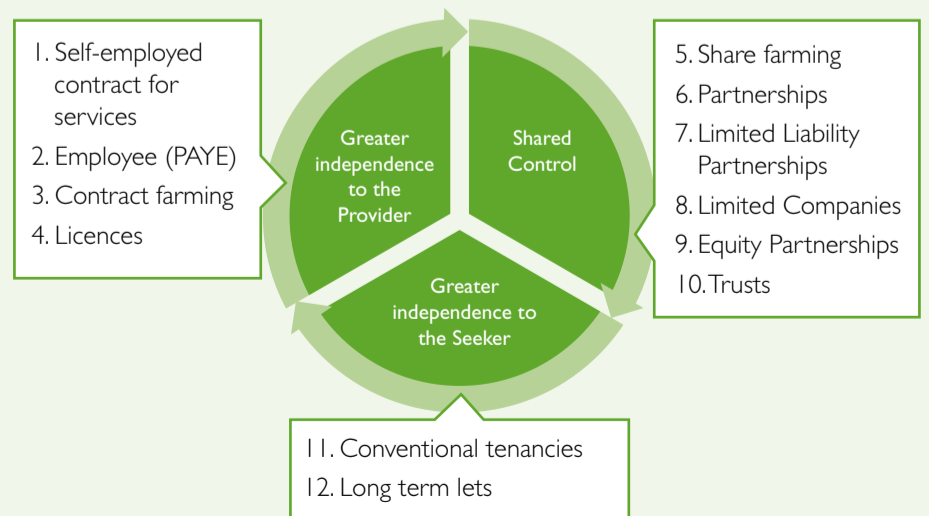 1. Self-employed
contract for
services
2. Employee (PAYE)
3. Contract farming
4. Licences
Greater
independence
to the
Provider
Shared
Control
5. Share farming
6. Partnerships
7. Limited Liability
Partnerships
8. Limited Companies
9. Equity Partnerships
10. Trusts
Greater
independence to
the Seeker
11. Conventional tenancies
12. Long term lets